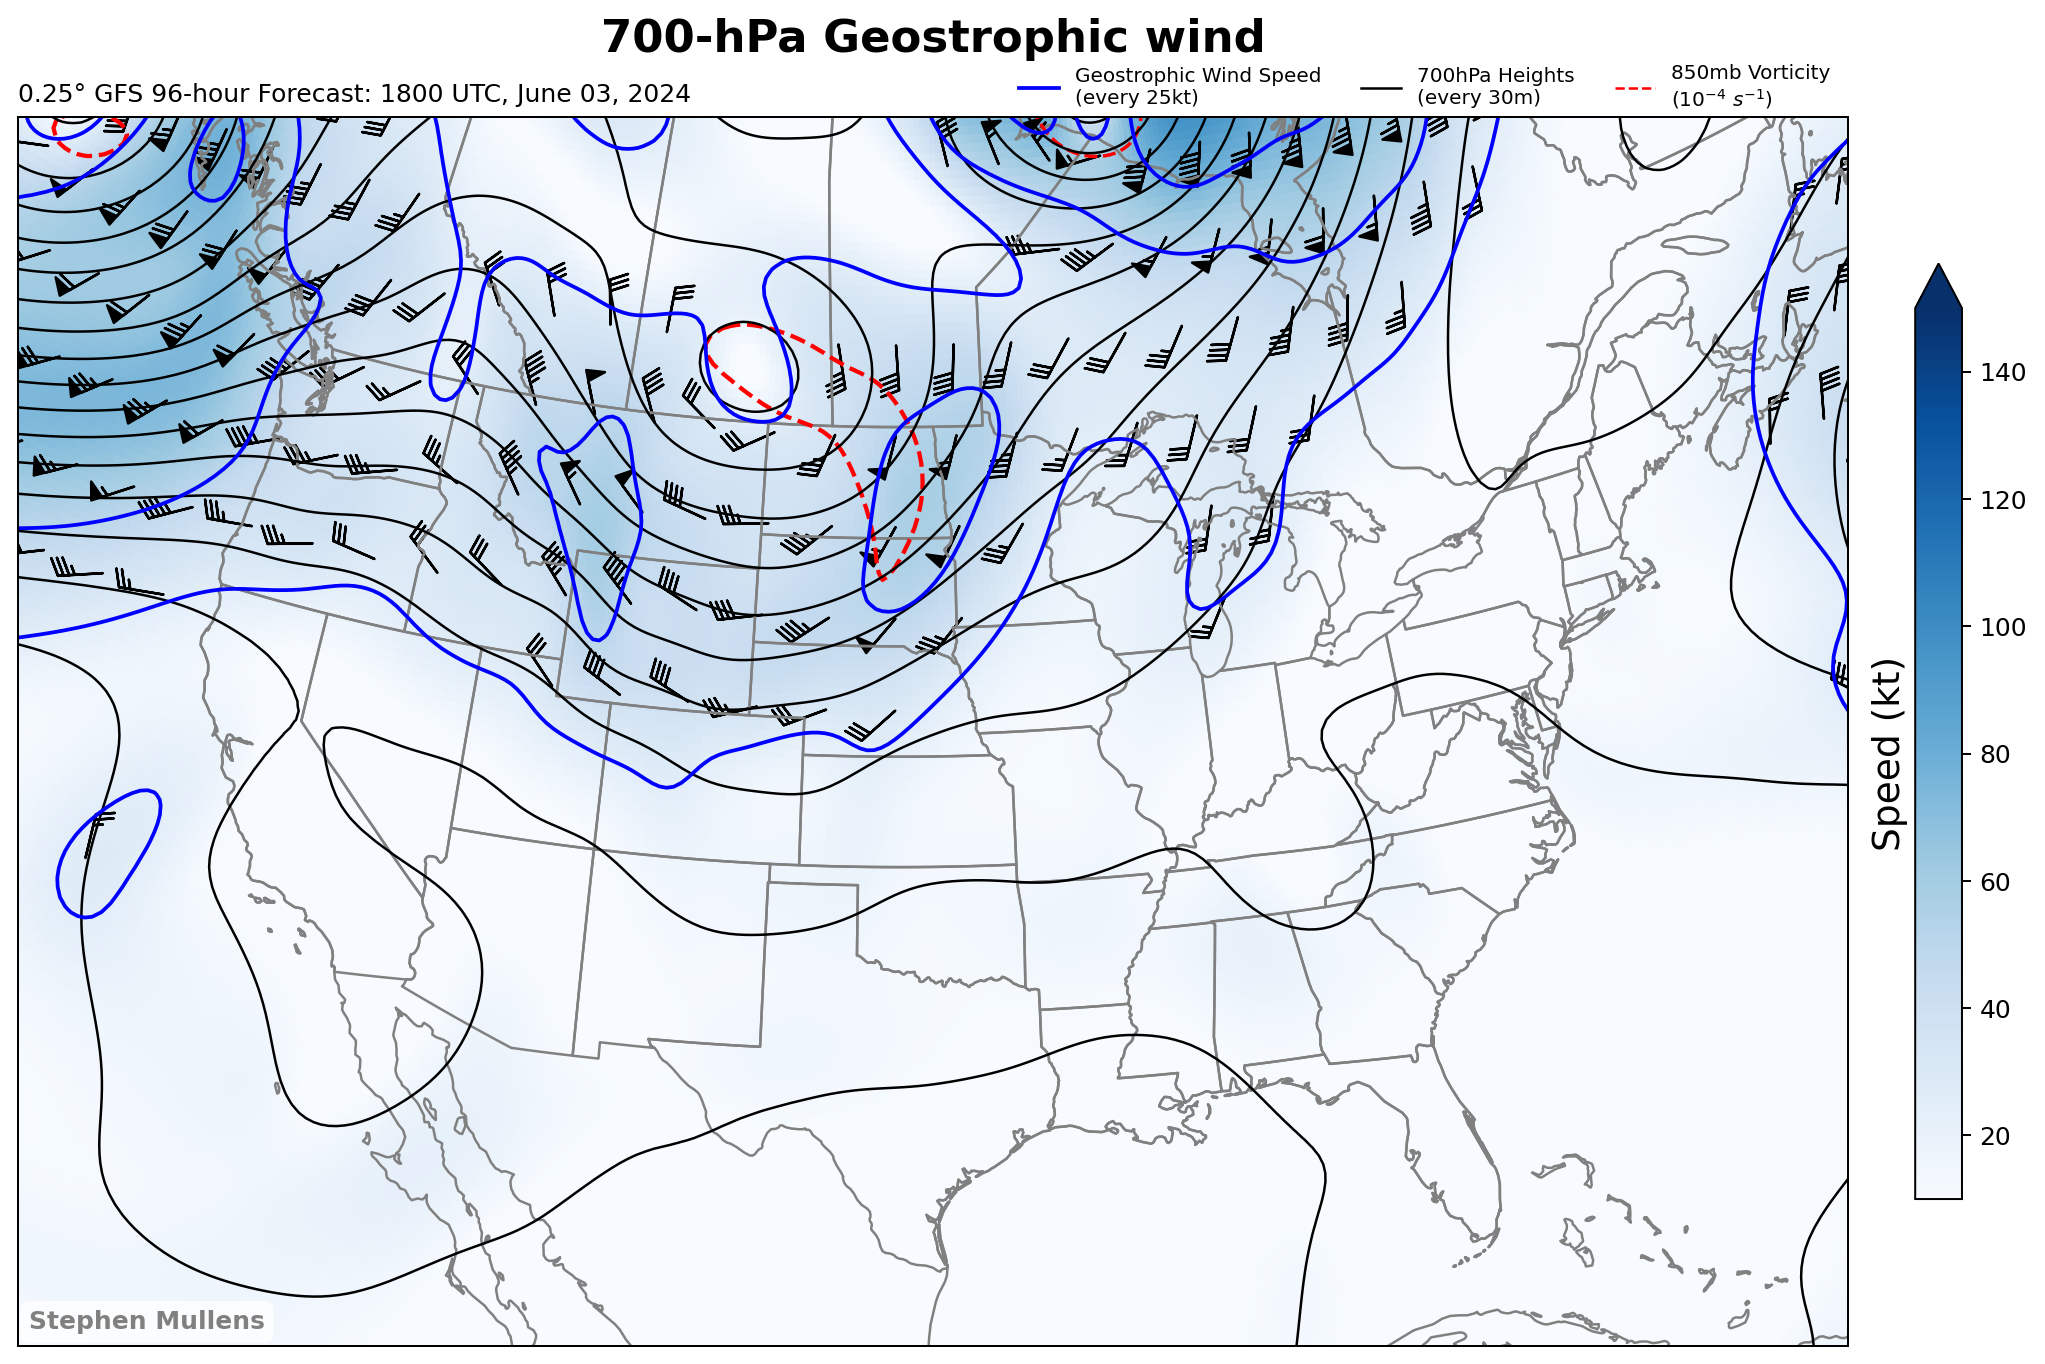 700-hPa Geostrophic wind
0.25° GFS 96-hour Forecast: 1800 UTC, June 03, 2024
Geostrophic Wind Speed
(every 25kt)
700hPa Heights
(every 30m)
850mb Vorticity
(10⁻⁴ s⁻¹)
140
120
100
80
60
40
20
Speed (kt)
Stephen Mullens